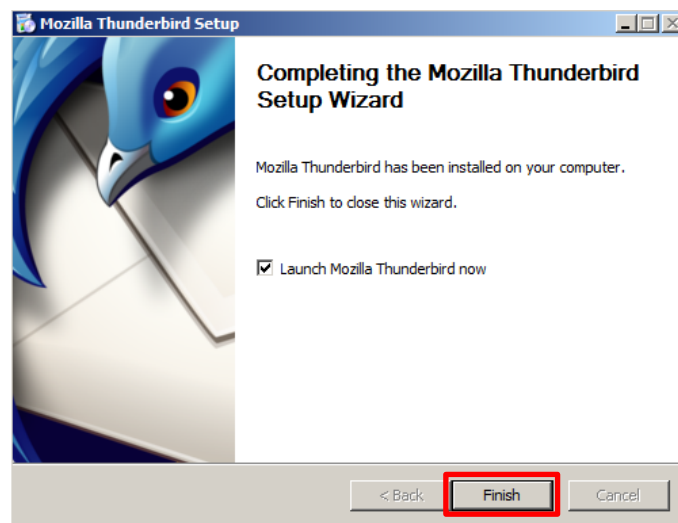 Mozilla Thunderbird Setup
Completing the Mozilla Thunderbird
Setup Wizard
Mozilla Thunderbird has been installed on your computer.
Click Finish to close this wizard.
Launch Mozilla Thunderbird now
< Back Finish Cancel